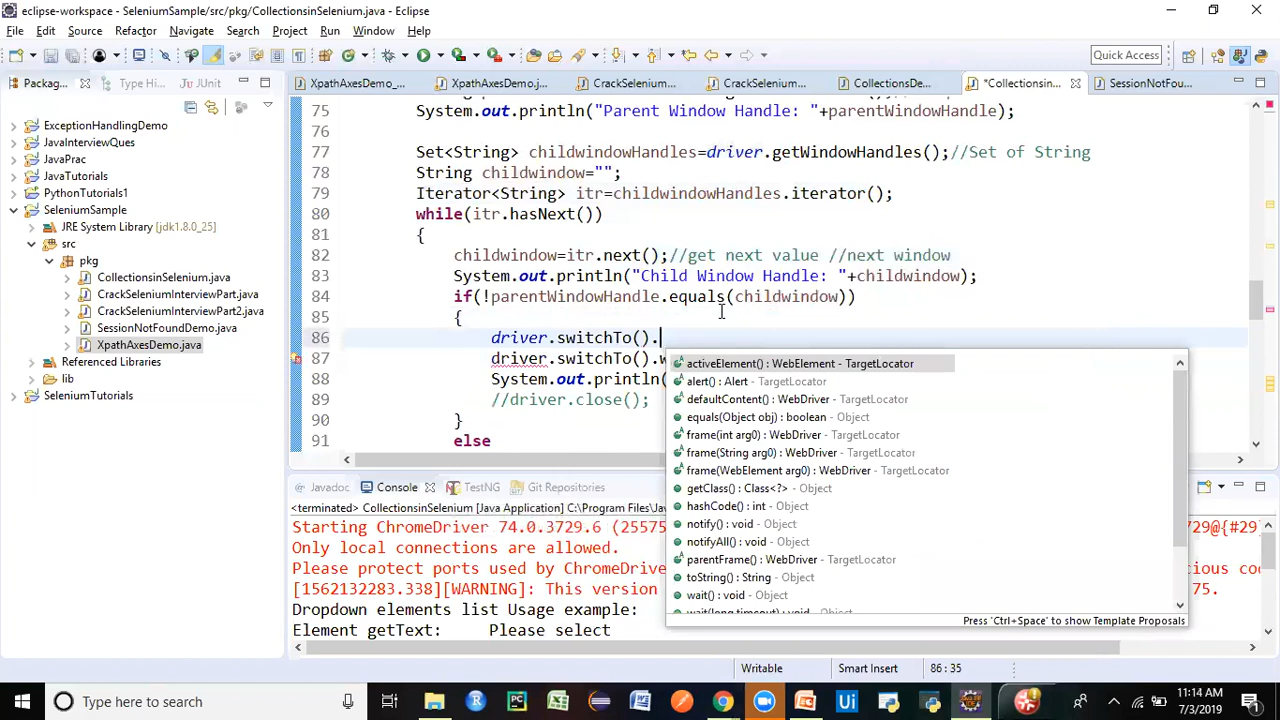 eclipse-workspace - SeleniumSample/src/pkg/CollectionsinSelenium.java - Eclipse
File Edit Source Refactor Navigate Search Project Run Window Help
Quick Access
Packag... Type Hi... JUnit
XpathAxesDemo_... XpathAxesDemo.j... CrackSelenium... CrackSelenium... CollectionsDe... *Collectionsin... SessionNotFou...
ExceptionHandlingDemo
JavaInterviewQues
JavaPrac
JavaTutorials
PythonTutorials1
SeleniumSample
JRE System Library [jdk1.8.0_25]
src
pkg
CollectionsinSelenium.java
CrackSeleniumInterviewPart.java
CrackSeleniumInterviewPart2.java
SessionNotFoundDemo.java
XpathAxesDemo.java
Referenced Libraries
lib
SeleniumTutorials
75 System.out.println("Parent Window Handle: "+parentWindowHandle);
76
77 Set<String> childwindowHandles=driver.getWindowHandles();//Set of String
78 String childwindow="";
79 Iterator<String> itr=childwindowHandles.iterator();
80 while(itr.hasNext())
81 {
82 childwindow=itr.next();//get next value //next window
83 System.out.println("Child Window Handle: "+childwindow);
84 if(!parentWindowHandle.equals(childwindow))
85 {
86 driver.switchTo().
87 driver.switchTo().w
88 System.out.println(
89 //driver.close();
90 }
91 else
activeElement() : WebElement - TargetLocator
alert() : Alert - TargetLocator
defaultContent() : WebDriver - TargetLocator
equals(Object obj) : boolean - Object
frame(int arg0) : WebDriver - TargetLocator
frame(String arg0) : WebDriver - TargetLocator
frame(WebElement arg0) : WebDriver - TargetLocator
getClass() : Class<?> - Object
hashCode() : int - Object
notify() : void - Object
notifyAll() : void - Object
parentFrame() : WebDriver - TargetLocator
toString() : String - Object
wait() : void - Object
wait(long timeout) : void - Object
Press 'Ctrl+Space' to show Template Proposals
Javadoc Console TestNG Git Repositories
<terminated> CollectionsinSelenium [Java Application] C:\Program Files\Jav
Starting ChromeDriver 74.0.3729.6 (25575 729@{#29}
Only local connections are allowed.
Please protect ports used by ChromeDrive cious co
[1562132283.338][WARNING]: This version 75.
Dropdown elements list Usage example:
Element getText: Please select
Writable Smart Insert 86 : 35
Type here to search
11:14 AM
7/3/2019